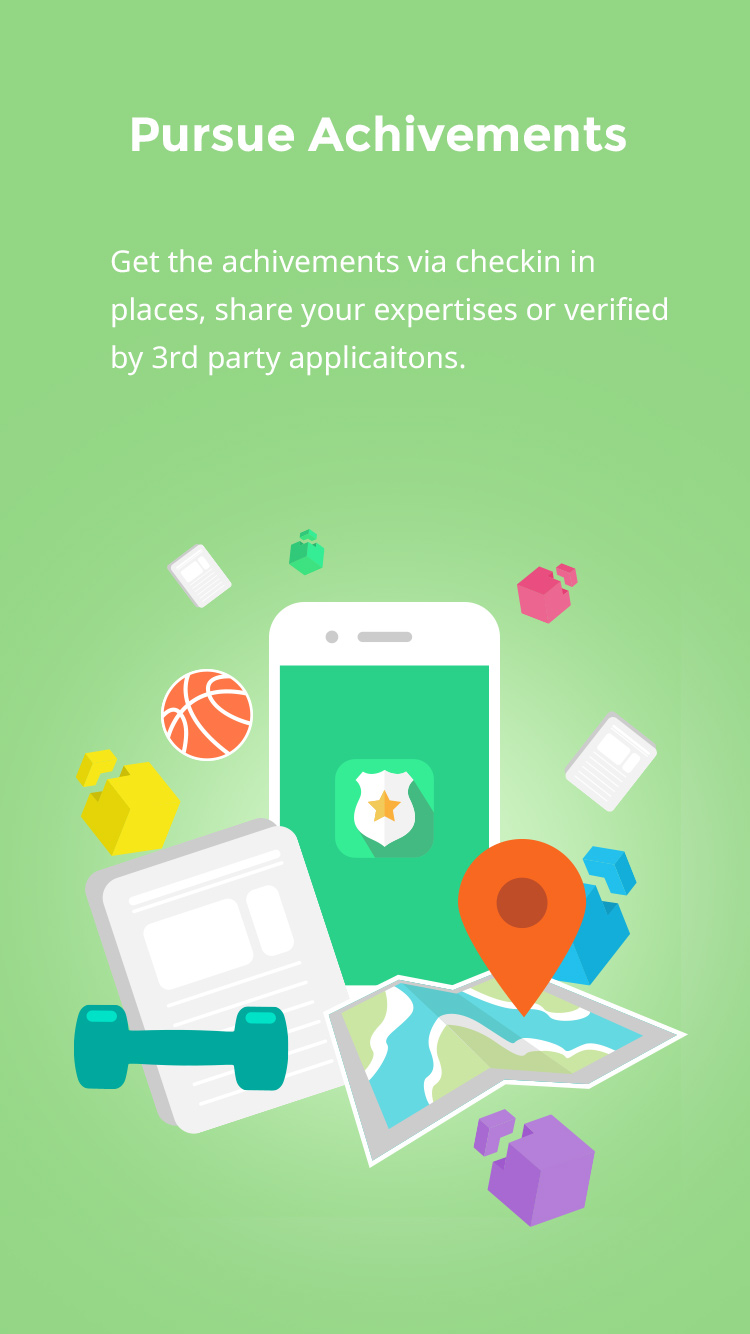 Pursue Achivements
Get the achivements via checkin in
places, share your expertises or verified
by 3rd party applicaitons.